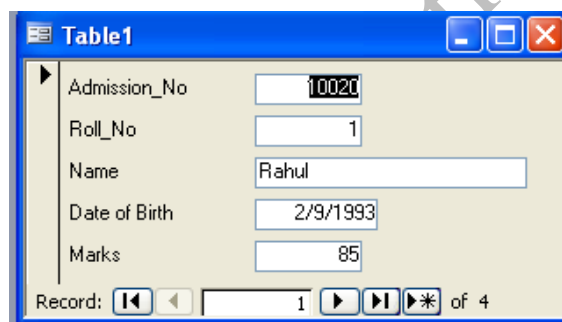 Table1
Admission_No 10020
Roll_No 1
Name Rahul
Date of Birth 2/9/1993
Marks 85
Record: 1 of 4